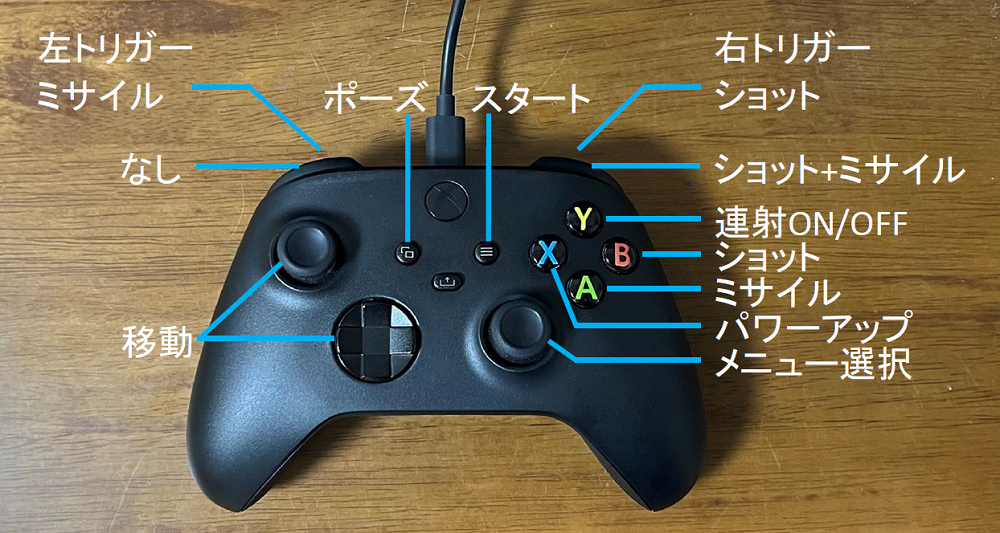 左トリガー
ミサイル
ポーズ
スタート
右トリガー
ショット
なし
ショット+ミサイル
連射ON/OFF
ショット
ミサイル
パワーアップ
メニュー選択
移動
Y
X
B
A